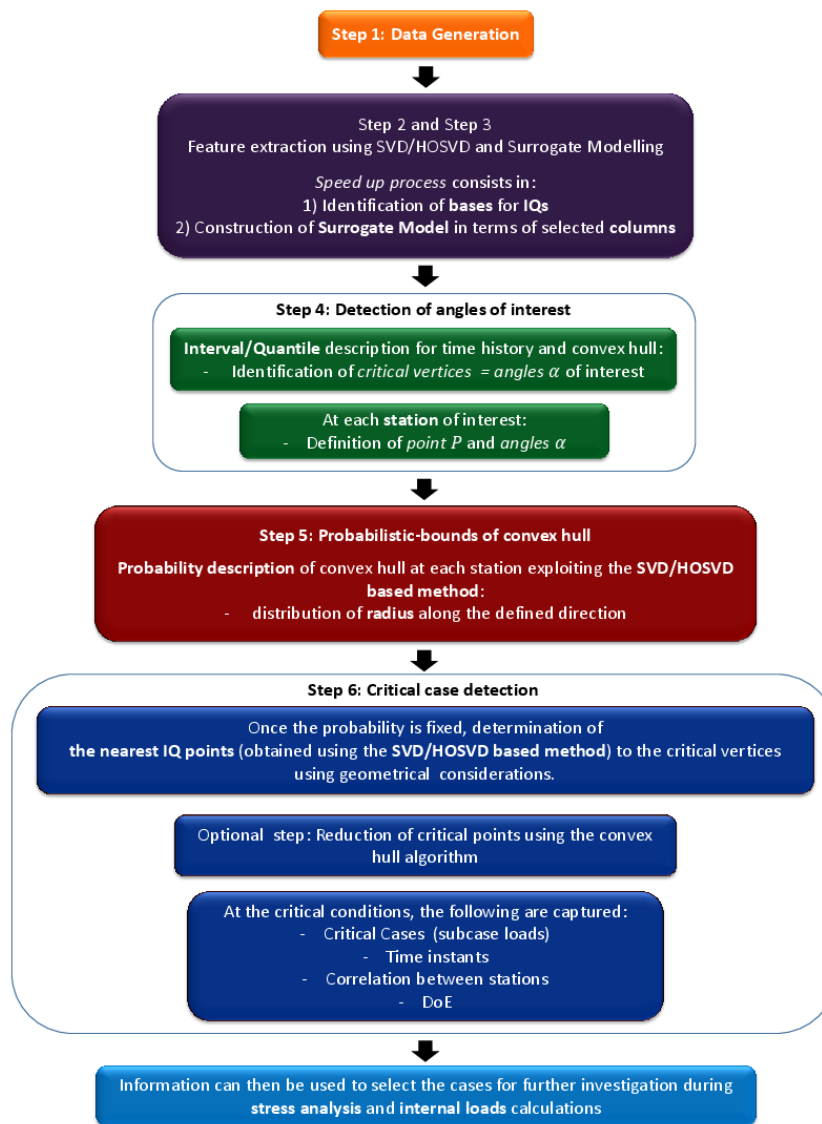 Step 1: Data Generation
Step 2 and Step 3
Feature extraction using SVD/HOSVD and Surrogate Modelling
Speed up process consists in:
1) Identification of bases for IQs
2) Construction of Surrogate Model in terms of selected columns
Step 4: Detection of angles of interest
Interval/Quantile description for time history and convex hull:
- Identification of critical vertices = angles α of interest
At each station of interest:
- Definition of point P and angles α
Step 5: Probabilistic-bounds of convex hull
Probability description of convex hull at each station exploiting the SVD/HOSVD
based method:
- distribution of radius along the defined direction
Step 6: Critical case detection
Once the probability is fixed, determination of
the nearest IQ points (obtained using the SVD/HOSVD based method) to the critical vertices
using geometrical considerations.
Optional step: Reduction of critical points using the convex
hull algorithm
At the critical conditions, the following are captured:
- Critical Cases (subcase loads)
- Time instants
- Correlation between stations
- DoE
Information can then be used to select the cases for further investigation during
stress analysis and internal loads calculations